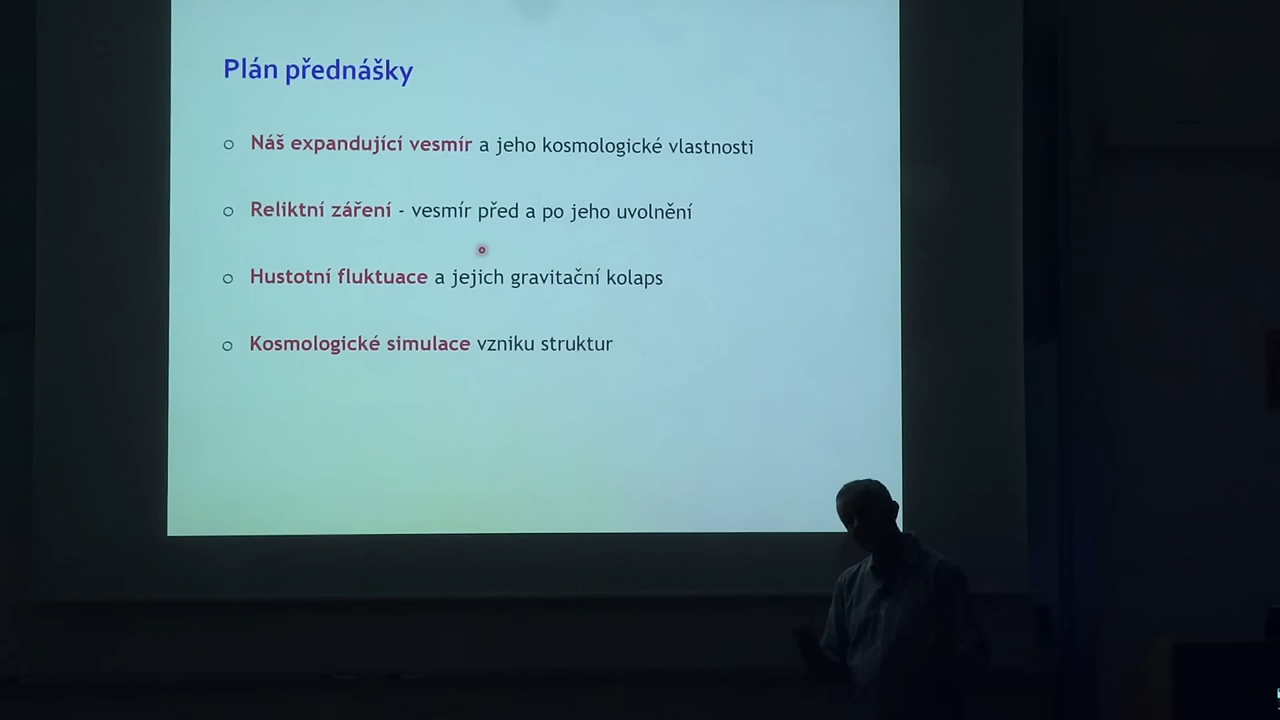 Plán přednášky
Náš expandující vesmír a jeho kosmologické vlastnosti
Reliktní záření - vesmír před a po jeho uvolnění
Hustotní fluktuace a jejich gravitační kolaps
Kosmologické simulace vzniku struktur